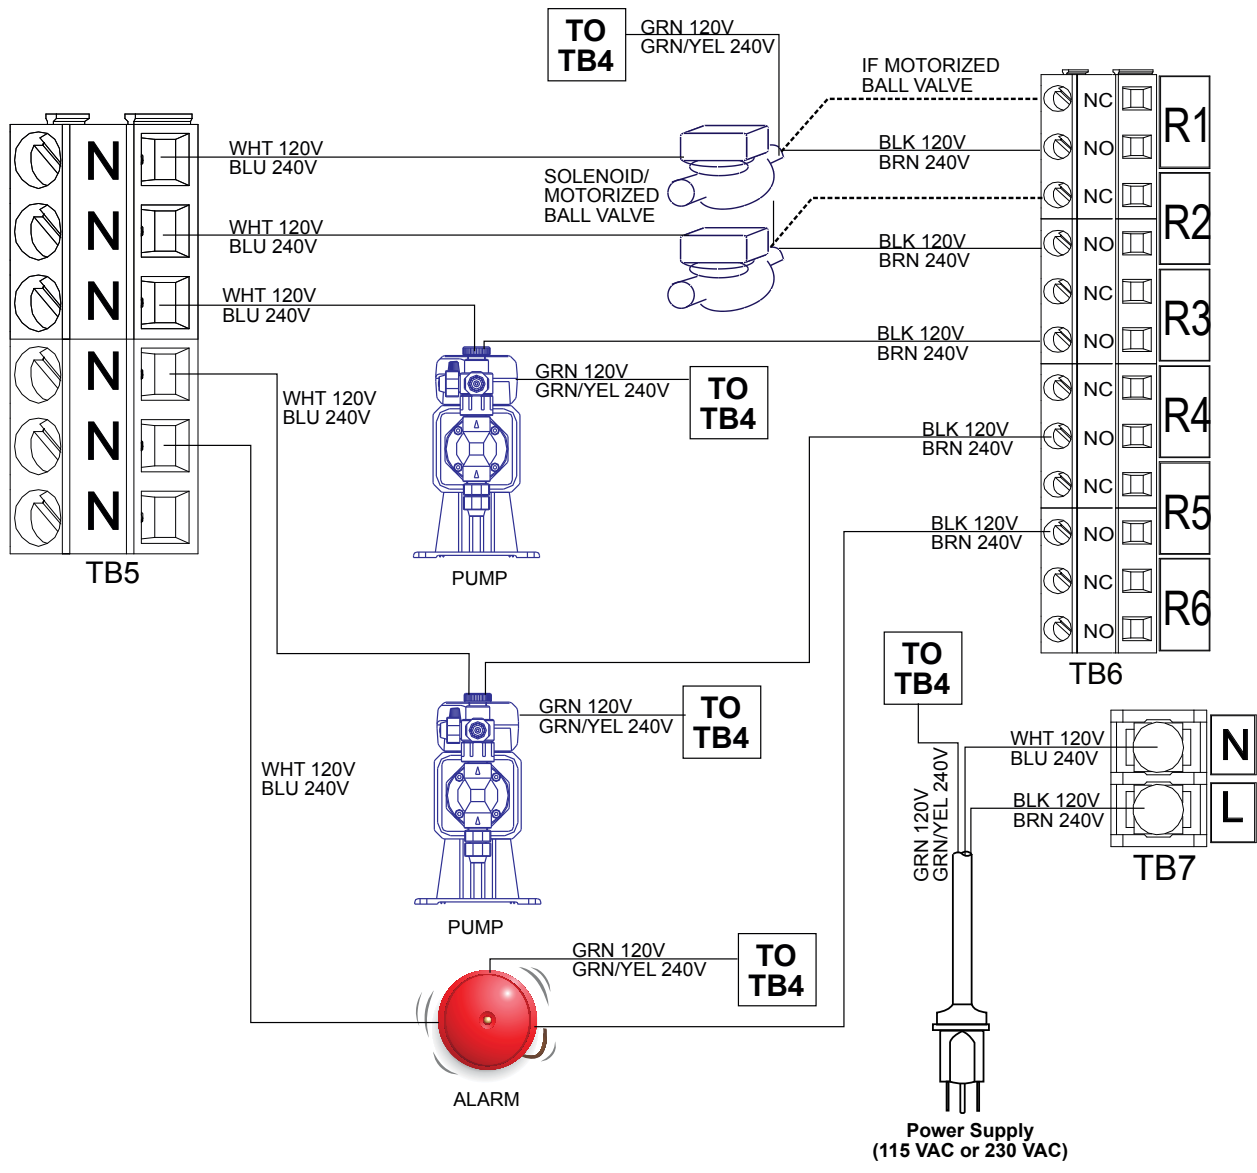 TO
TB4
GRN 120V
GRN/YEL 240V
IF MOTORIZED
BALL VALVE
N
N
N
N
N
N
TB5
WHT 120V
BLU 240V
WHT 120V
BLU 240V
WHT 120V
BLU 240V
WHT 120V
BLU 240V
WHT 120V
BLU 240V
SOLENOID/
MOTORIZED
BALL VALVE
BLK 120V
BRN 240V
BLK 120V
BRN 240V
BLK 120V
BRN 240V
BLK 120V
BRN 240V
BLK 120V
BRN 240V
NC
NO
R1
NC
NO
R2
NC
NO
R3
NC
NO
R4
NC
NO
R5
NC
NO
R6
TB6
GRN 120V
GRN/YEL 240V
TO
TB4
PUMP
GRN 120V
GRN/YEL 240V
TO
TB4
PUMP
GRN 120V
GRN/YEL 240V
TO
TB4
ALARM
TO
TB4
GRN 120V
GRN/YEL 240V
WHT 120V
BLU 240V
N
BLK 120V
BRN 240V
L
TB7
Power Supply
(115 VAC or 230 VAC)